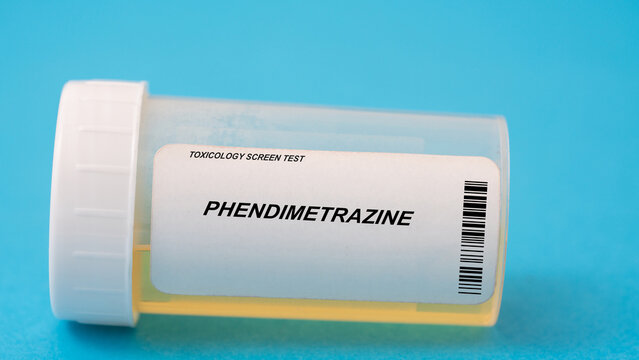 TOXICOLOGY SCREEN TEST
PHENDIMETRAZINE